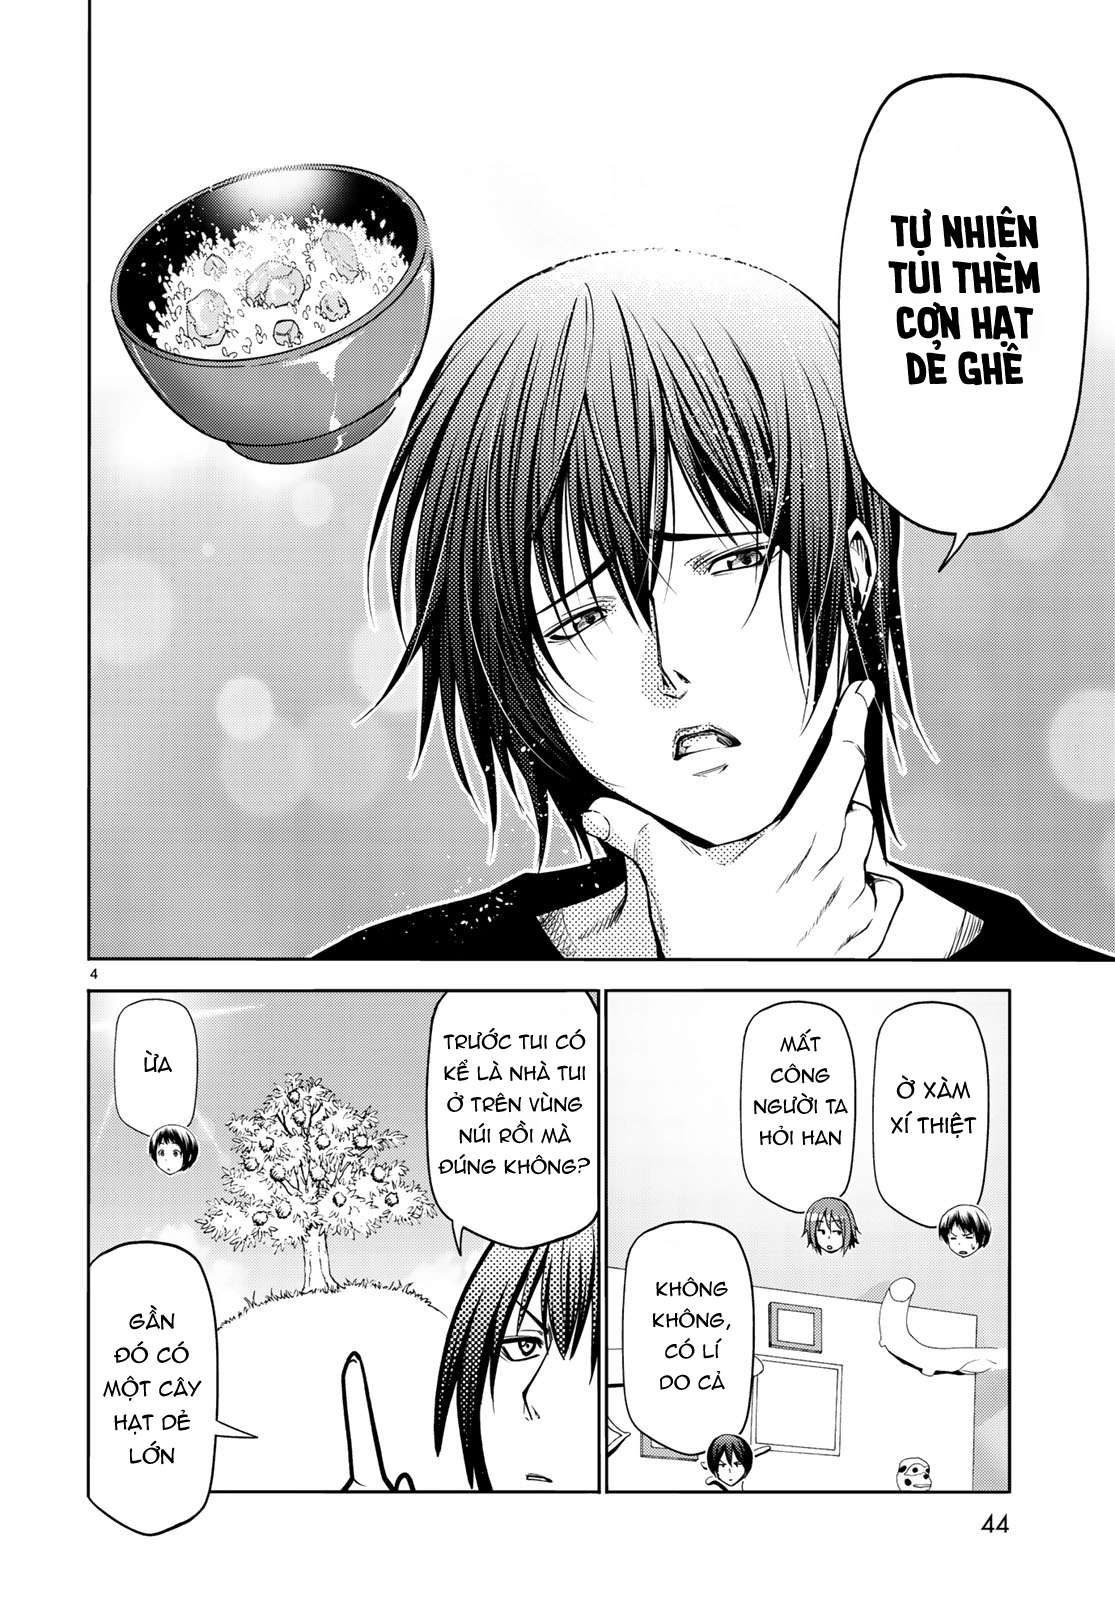 TỰ NHIÊN
TUI THÈM
CƠN HẠT
DẺ GHÊ
4
Ờ XÀM
XÍ THIỆT
MẤT
CÔNG
NGƯỜI TA
HỎI HAN
KHÔNG
KHÔNG,
CÓ LÍ
DO CẢ
TRƯỚC TUI CÓ
KỂ LÀ NHÀ TUI
Ở TRÊN VÙNG
NÚI RỒI MÀ
ĐÚNG KHÔNG?
ỪA
GẦN
ĐÓ CÓ
MỘT CÂY
HẠT DẺ
LỚN
44